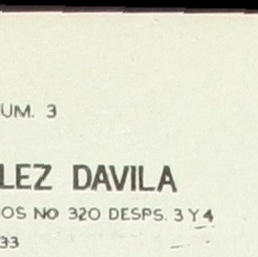 UM. 3
LEZ DAVILA
OS NO 320 DESPS. 3 Y 4
33